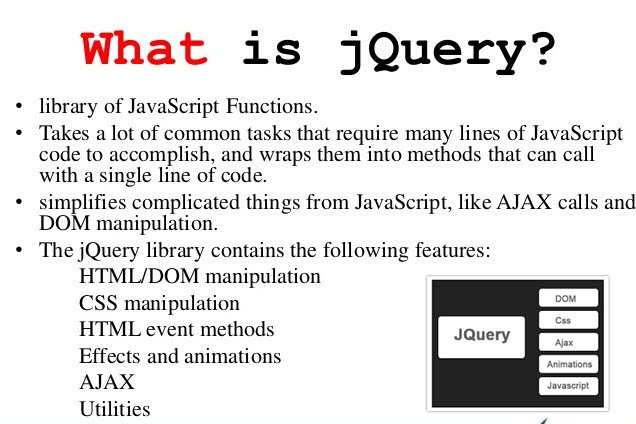 What is jQuery?
• library of JavaScript Functions.
• Takes a lot of common tasks that require many lines of JavaScript
code to accomplish, and wraps them into methods that can call
with a single line of code.
• simplifies complicated things from JavaScript, like AJAX calls and
DOM manipulation.
• The jQuery library contains the following features:
HTML/DOM manipulation
CSS manipulation
HTML event methods
Effects and animations
AJAX
Utilities
JQuery
DOM
Css
Ajax
Animations
Javascript